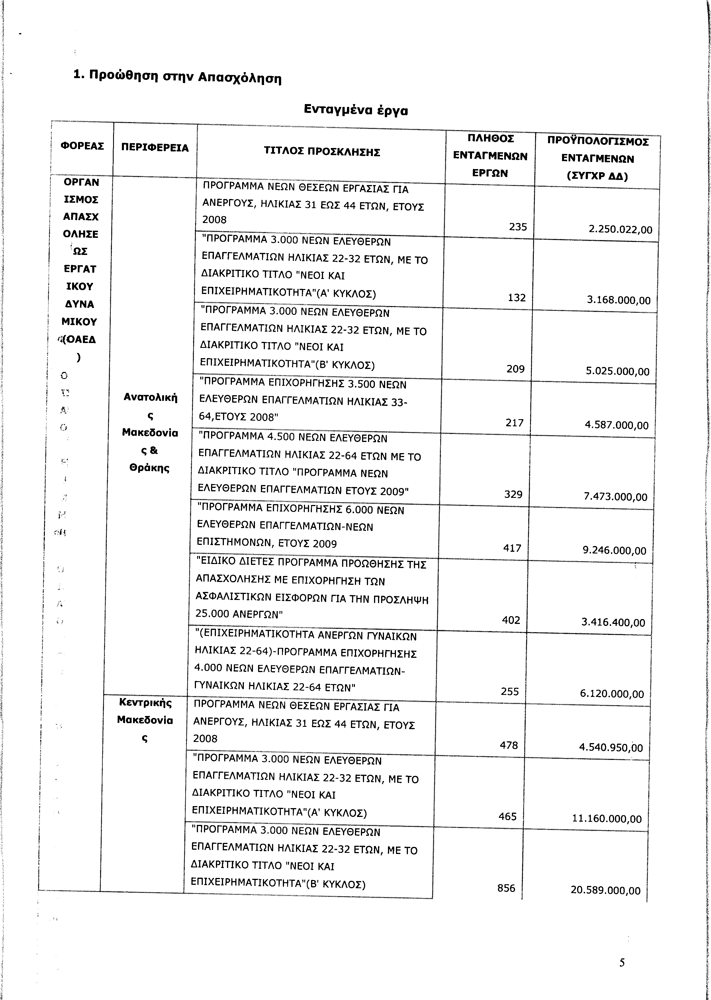 1. Προώθηση στην Απασχόληση
Ενταγμένα έργα
ΦΟΡΕΑΣ
ΠΕΡΙΦΕΡΕΙΑ
ΤΙΤΛΟΣ ΠΡΟΣΚΛΗΣΗΣ
ΠΛΗΘΟΣ
ΕΝΤΑΓΜΕΝΩΝ
ΕΡΓΩΝ
ΠΡΟΫΠΟΛΟΓΙΣΜΟΣ
ΕΝΤΑΓΜΕΝΩΝ
(ΣΥΓΧΡ ΔΔ)
ΟΡΓΑΝ
ΙΣΜΟΣ
ΑΠΑΣΧ
ΟΛΗΣΕ
ΩΣ
ΕΡΓΑΤ
ΙΚΟΥ
ΔΥΝΑ
ΜΙΚΟΥ
(ΟΑΕΔ
)
Ανατολική
ς
Μακεδονία
ς &
Θράκης
ΠΡΟΓΡΑΜΜΑ ΝΕΩΝ ΘΕΣΕΩΝ ΕΡΓΑΣΙΑΣ ΓΙΑ
ΑΝΕΡΓΟΥΣ, ΗΛΙΚΙΑΣ 31 ΕΩΣ 44 ΕΤΩΝ, ΕΤΟΥΣ
2008
235
2.250.022,00
"ΠΡΟΓΡΑΜΜΑ 3.000 ΝΕΩΝ ΕΛΕΥΘΕΡΩΝ
ΕΠΑΓΓΕΛΜΑΤΙΩΝ ΗΛΙΚΙΑΣ 22-32 ΕΤΩΝ, ΜΕ ΤΟ
ΔΙΑΚΡΙΤΙΚΟ ΤΙΤΛΟ "ΝΕΟΙ ΚΑΙ
ΕΠΙΧΕΙΡΗΜΑΤΙΚΟΤΗΤΑ"(Α' ΚΥΚΛΟΣ)
132
3.168.000,00
"ΠΡΟΓΡΑΜΜΑ 3.000 ΝΕΩΝ ΕΛΕΥΘΕΡΩΝ
ΕΠΑΓΓΕΛΜΑΤΙΩΝ ΗΛΙΚΙΑΣ 22-32 ΕΤΩΝ, ΜΕ ΤΟ
ΔΙΑΚΡΙΤΙΚΟ ΤΙΤΛΟ "ΝΕΟΙ ΚΑΙ
ΕΠΙΧΕΙΡΗΜΑΤΙΚΟΤΗΤΑ"(Β' ΚΥΚΛΟΣ)
209
5.025.000,00
"ΠΡΟΓΡΑΜΜΑ ΕΠΙΧΟΡΗΓΗΣΗΣ 3.500 ΝΕΩΝ
ΕΛΕΥΘΕΡΩΝ ΕΠΑΓΓΕΛΜΑΤΙΩΝ ΗΛΙΚΙΑΣ 33-
64,ΕΤΟΥΣ 2008"
217
4.587.000,00
"ΠΡΟΓΡΑΜΜΑ 4.500 ΝΕΩΝ ΕΛΕΥΘΕΡΩΝ
ΕΠΑΓΓΕΛΜΑΤΙΩΝ ΗΛΙΚΙΑΣ 22-64 ΕΤΩΝ ΜΕ ΤΟ
ΔΙΑΚΡΙΤΙΚΟ ΤΙΤΛΟ "ΠΡΟΓΡΑΜΜΑ ΝΕΩΝ
ΕΛΕΥΘΕΡΩΝ ΕΠΑΓΓΕΛΜΑΤΙΩΝ ΕΤΟΥΣ 2009"
329
7.473.000,00
"ΠΡΟΓΡΑΜΜΑ ΕΠΙΧΟΡΗΓΗΣΗΣ 6.000 ΝΕΩΝ
ΕΛΕΥΘΕΡΩΝ ΕΠΑΓΓΕΛΜΑΤΙΩΝ-ΝΕΩΝ
ΕΠΙΣΤΗΜΟΝΩΝ, ΕΤΟΥΣ 2009
417
9.246.000,00
"ΕΙΔΙΚΟ ΔΙΕΤΕΣ ΠΡΟΓΡΑΜΜΑ ΠΡΟΩΘΗΣΗΣ ΤΗΣ
ΑΠΑΣΧΟΛΗΣΗΣ ΜΕ ΕΠΙΧΟΡΗΓΗΣΗ ΤΩΝ
ΑΣΦΑΛΙΣΤΙΚΩΝ ΕΙΣΦΟΡΩΝ ΓΙΑ ΤΗΝ ΠΡΟΣΛΗΨΗ
25.000 ΑΝΕΡΓΩΝ"
402
3.416.400,00
"(ΕΠΙΧΕΙΡΗΜΑΤΙΚΟΤΗΤΑ ΑΝΕΡΓΩΝ ΓΥΝΑΙΚΩΝ
ΗΛΙΚΙΑΣ 22-64)-ΠΡΟΓΡΑΜΜΑ ΕΠΙΧΟΡΗΓΗΣΗΣ
4.000 ΝΕΩΝ ΕΛΕΥΘΕΡΩΝ ΕΠΑΓΓΕΛΜΑΤΙΩΝ-
ΓΥΝΑΙΚΩΝ ΗΛΙΚΙΑΣ 22-64 ΕΤΩΝ"
255
6.120.000,00
Κεντρικής
Μακεδονία
ς
ΠΡΟΓΡΑΜΜΑ ΝΕΩΝ ΘΕΣΕΩΝ ΕΡΓΑΣΙΑΣ ΓΙΑ
ΑΝΕΡΓΟΥΣ, ΗΛΙΚΙΑΣ 31 ΕΩΣ 44 ΕΤΩΝ, ΕΤΟΥΣ
2008
478
4.540.950,00
"ΠΡΟΓΡΑΜΜΑ 3.000 ΝΕΩΝ ΕΛΕΥΘΕΡΩΝ
ΕΠΑΓΓΕΛΜΑΤΙΩΝ ΗΛΙΚΙΑΣ 22-32 ΕΤΩΝ, ΜΕ ΤΟ
ΔΙΑΚΡΙΤΙΚΟ ΤΙΤΛΟ "ΝΕΟΙ ΚΑΙ
ΕΠΙΧΕΙΡΗΜΑΤΙΚΟΤΗΤΑ"(Α' ΚΥΚΛΟΣ)
465
11.160.000,00
"ΠΡΟΓΡΑΜΜΑ 3.000 ΝΕΩΝ ΕΛΕΥΘΕΡΩΝ
ΕΠΑΓΓΕΛΜΑΤΙΩΝ ΗΛΙΚΙΑΣ 22-32 ΕΤΩΝ, ΜΕ ΤΟ
ΔΙΑΚΡΙΤΙΚΟ ΤΙΤΛΟ "ΝΕΟΙ ΚΑΙ
ΕΠΙΧΕΙΡΗΜΑΤΙΚΟΤΗΤΑ"(Β' ΚΥΚΛΟΣ)
856
20.589.000,00
5